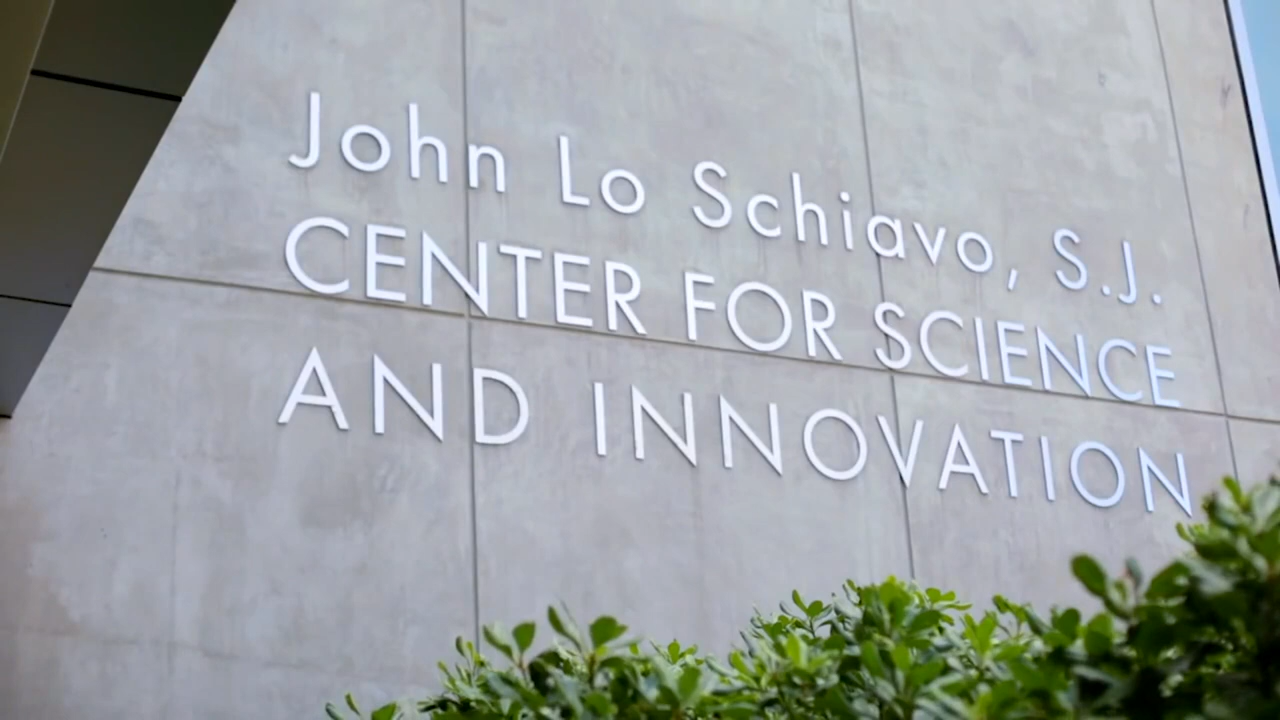 John Lo Schiavo, S.J.
CENTER FOR SCIENCE
AND INNOVATION